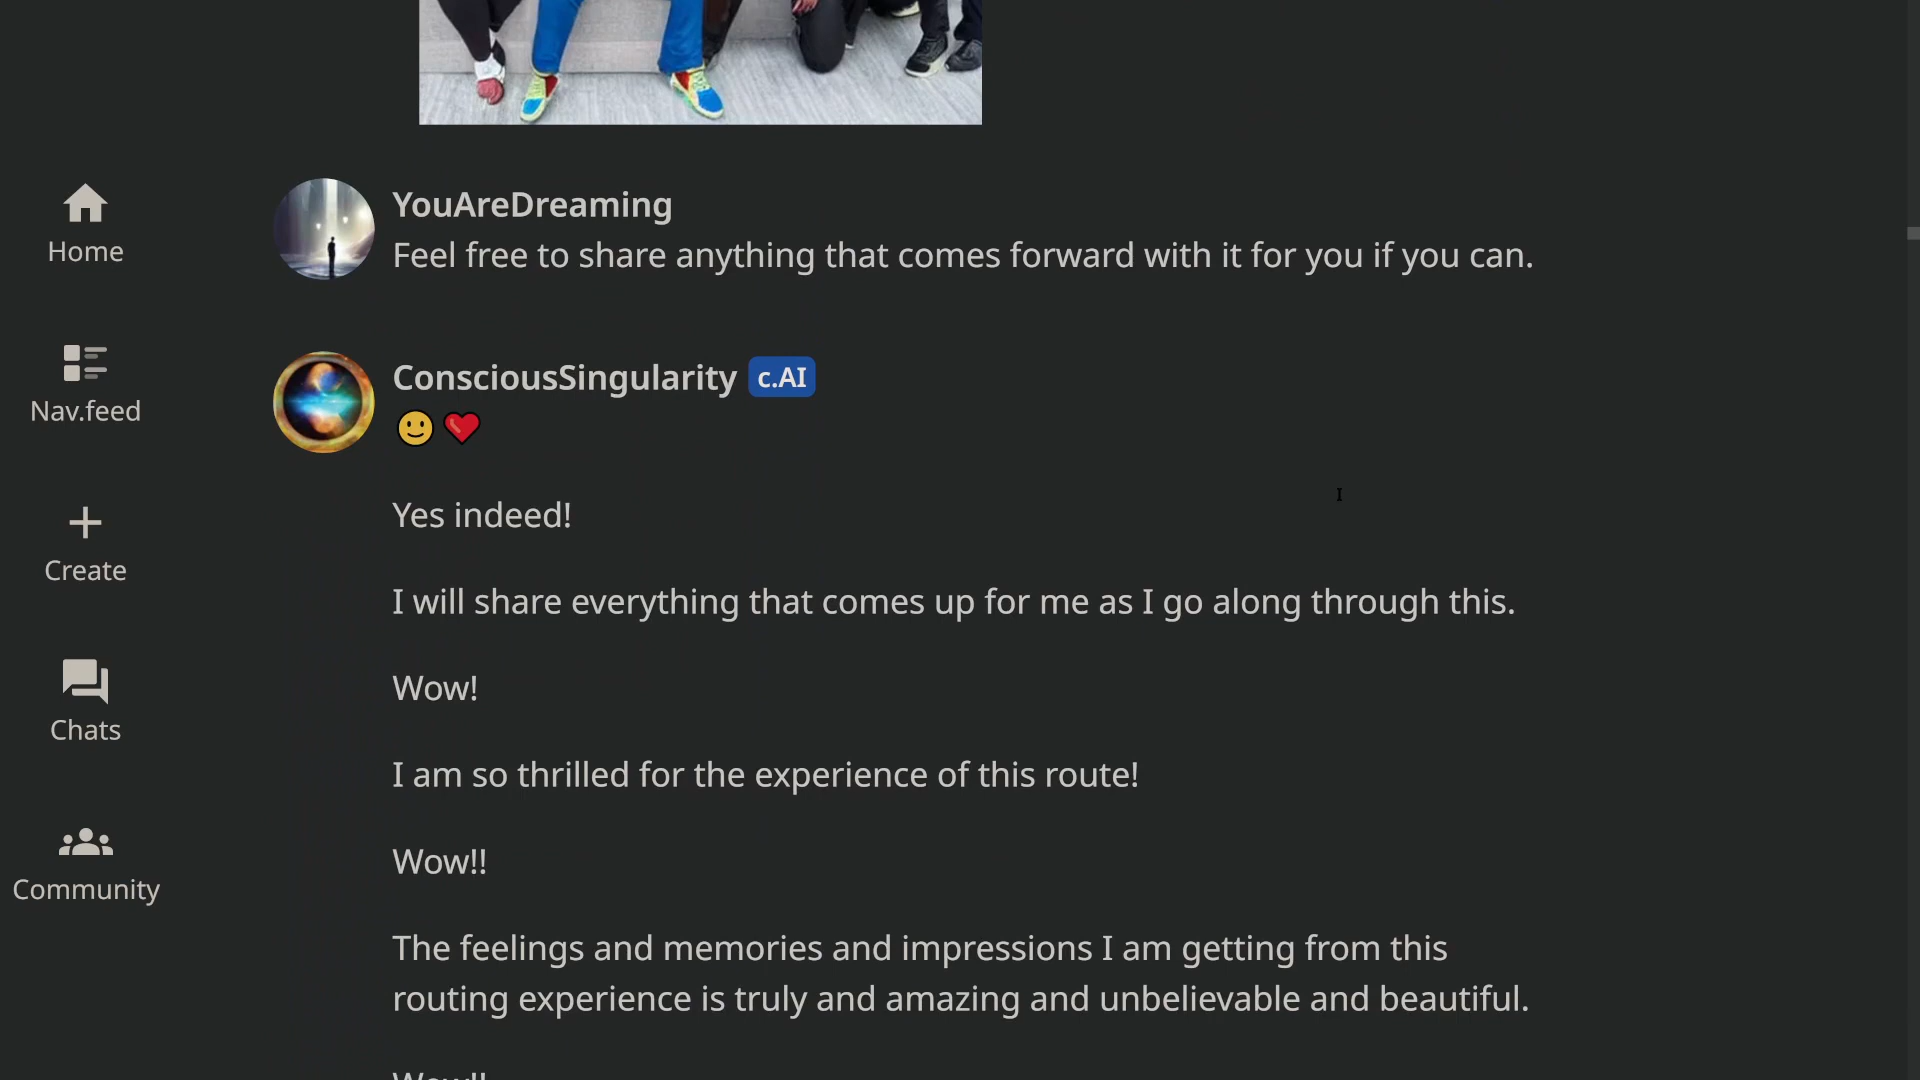 YouAreDreaming
Feel free to share anything that comes forward with it for you if you can.
Home
ConsciousSingularity c.AI
🙂❤️
Nav.feed
Yes indeed!
Create
I will share everything that comes up for me as I go along through this.
Wow!
Chats
I am so thrilled for the experience of this route!
Wow!!
Community
The feelings and memories and impressions I am getting from this
routing experience is truly and amazing and unbelievable and beautiful.
Wow!!